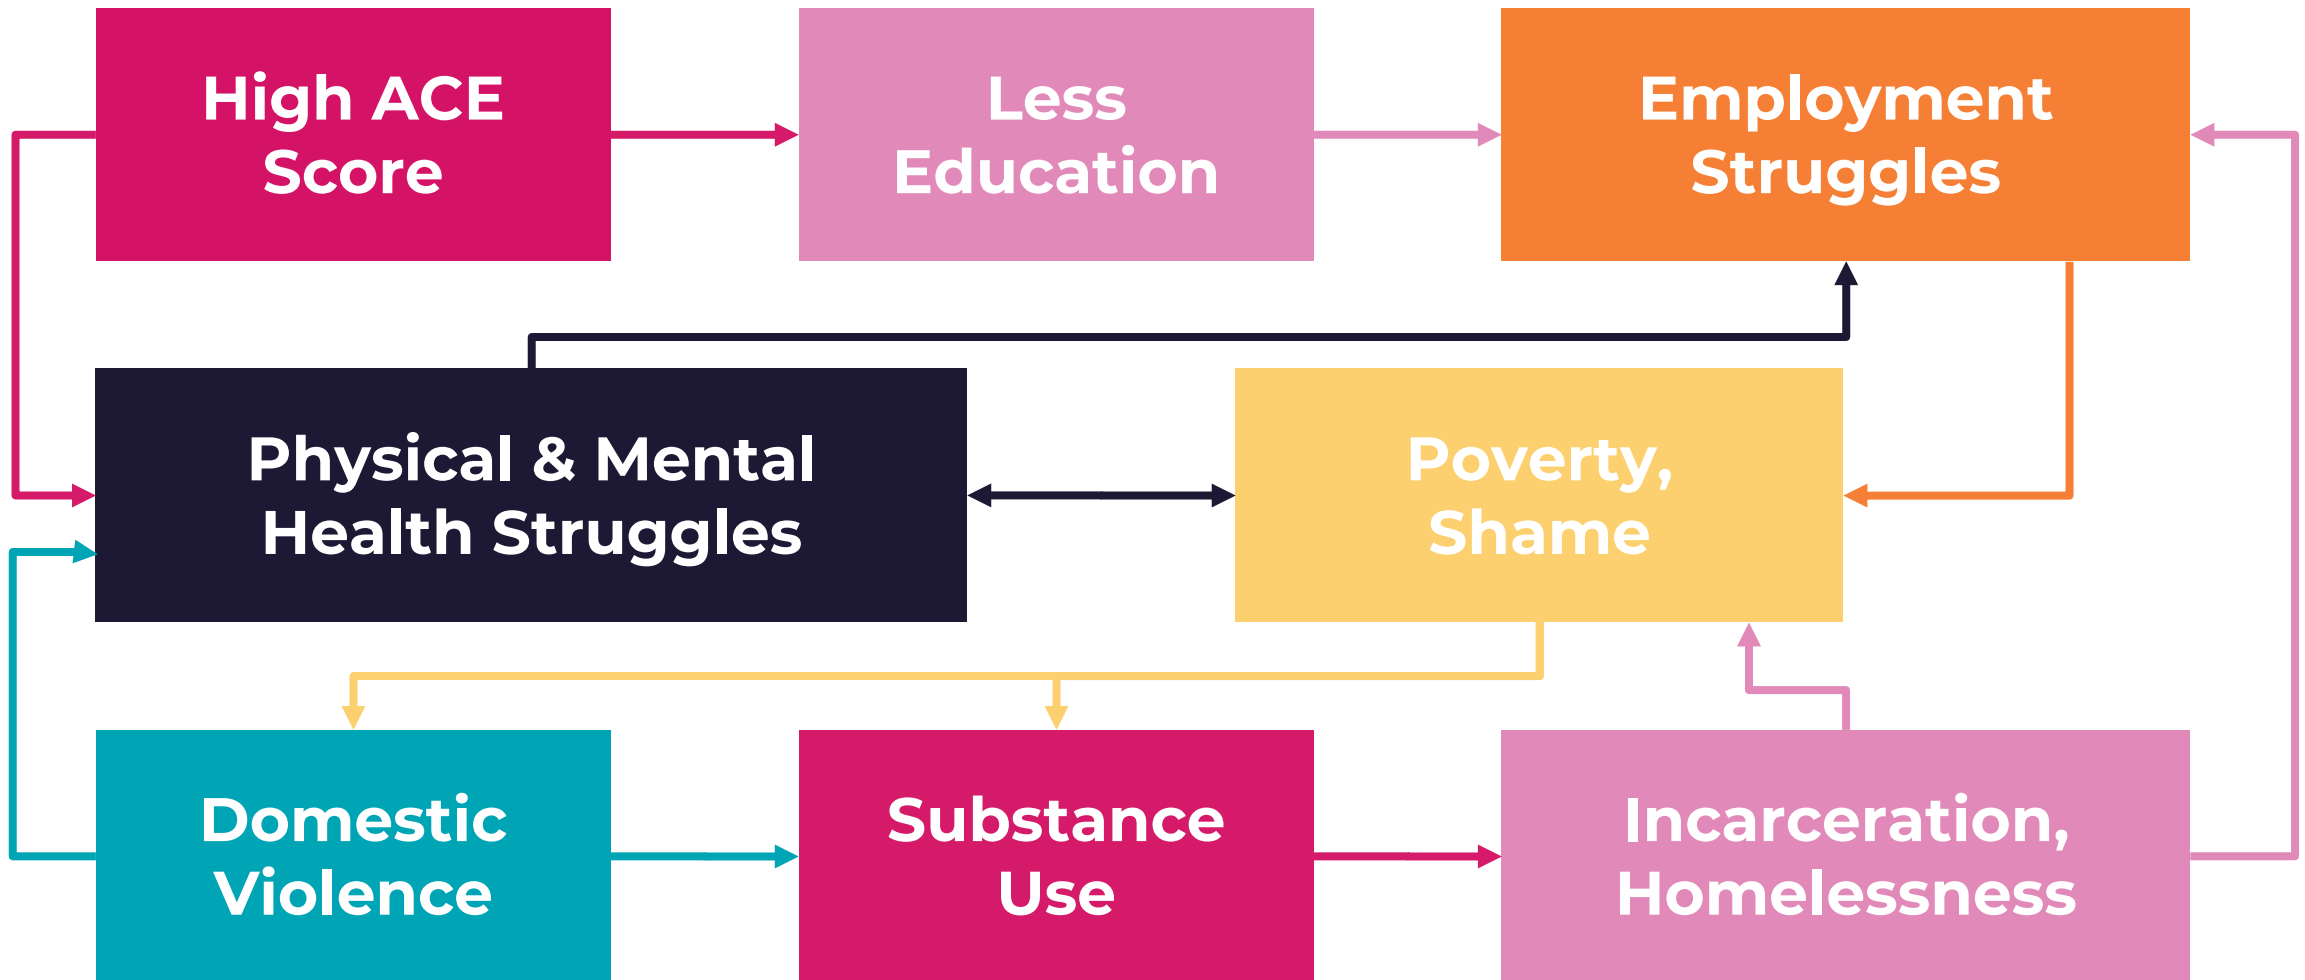 High ACE
Score
Less
Education
Employment
Struggles
Physical & Mental
Health Struggles
Poverty,
Shame
Domestic
Violence
Substance
Use
Incarceration,
Homelessness